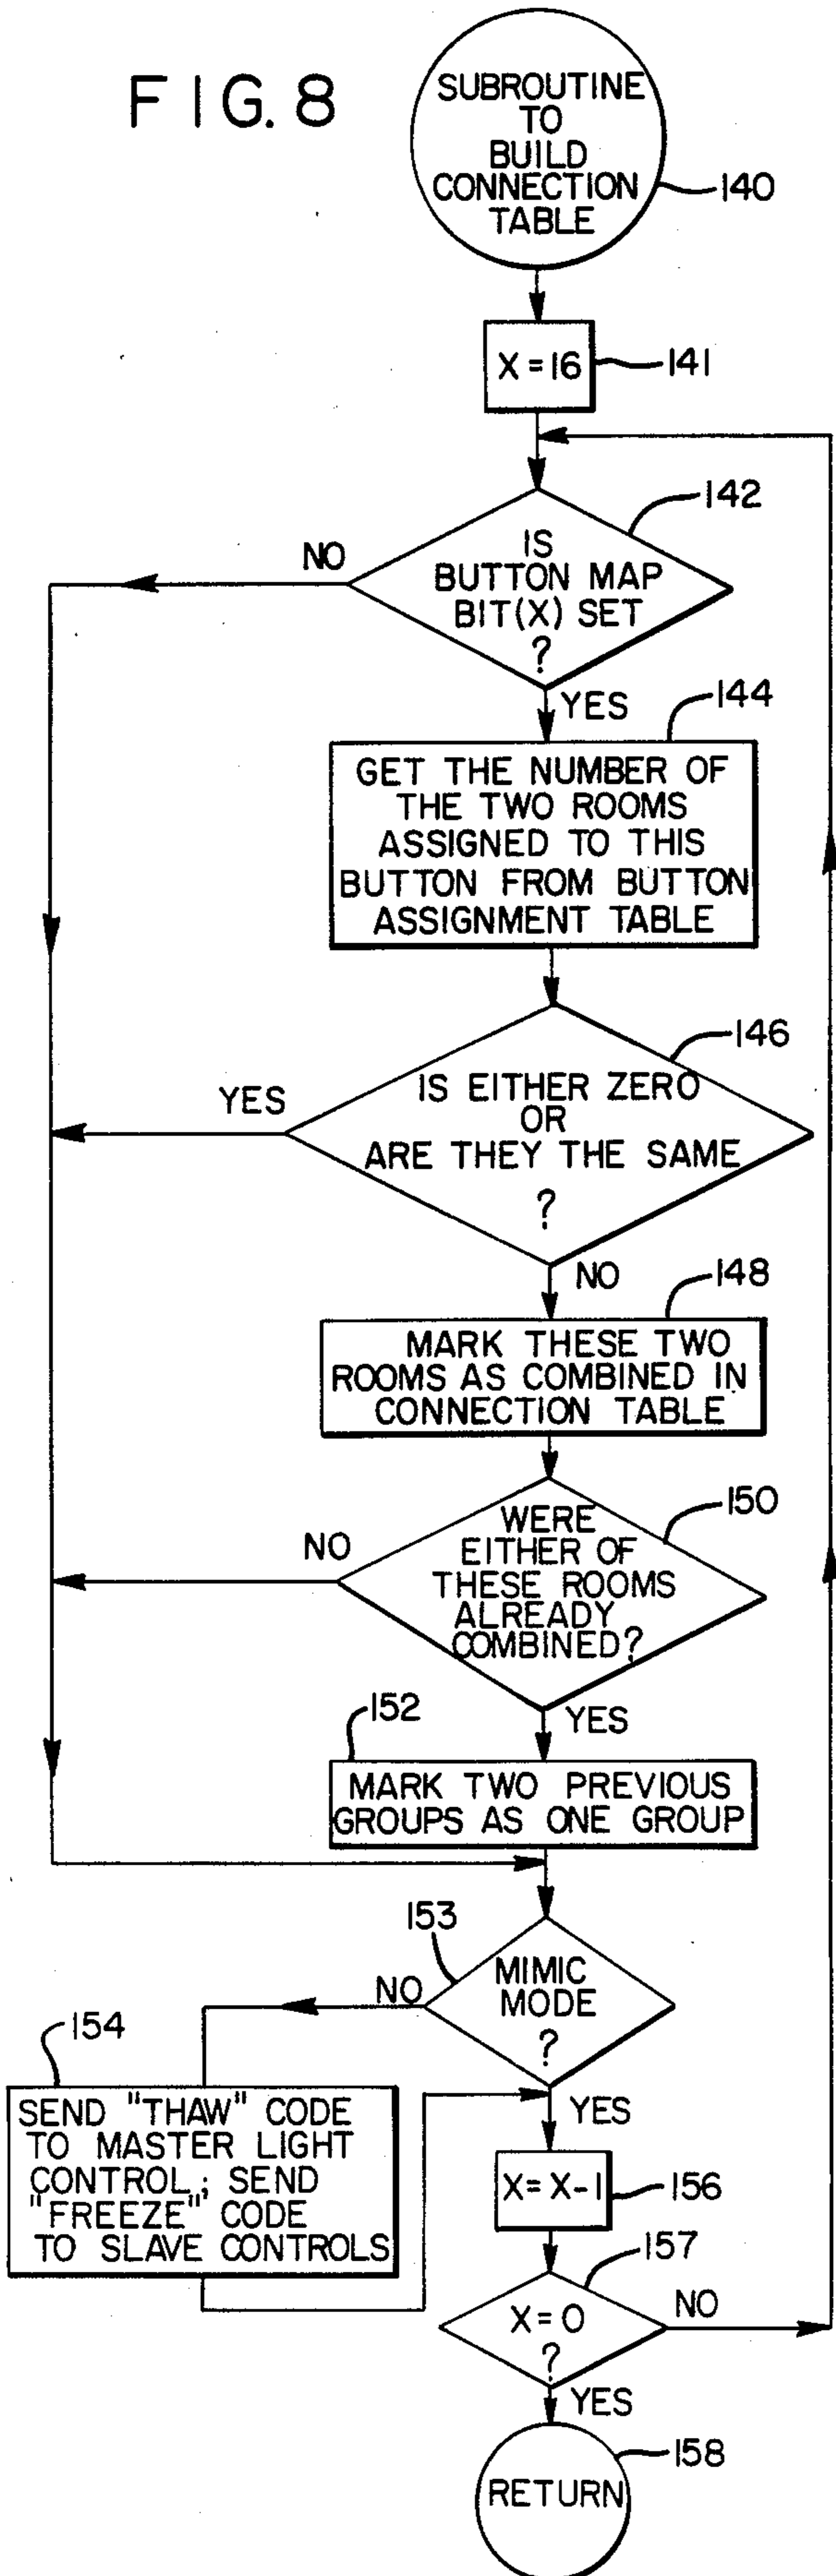 FIG. 8
SUBROUTINE
TO
BUILD
CONNECTION
TABLE
140
X = 16
141
142
NO
IS
BUTTON MAP
BIT(X) SET
?
YES
144
GET THE NUMBER OF
THE TWO ROOMS
ASSIGNED TO THIS
BUTTON FROM BUTTON
ASSIGNMENT TABLE
146
YES
IS EITHER ZERO
OR
ARE THEY THE SAME
?
NO
148
MARK THESE TWO
ROOMS AS COMBINED IN
CONNECTION TABLE
150
NO
WERE
EITHER OF
THESE ROOMS
ALREADY
COMBINED?
YES
152
MARK TWO PREVIOUS
GROUPS AS ONE GROUP
153
NO
MIMIC
MODE
?
YES
154
SEND "THAW" CODE
TO MASTER LIGHT
CONTROL; SEND
"FREEZE" CODE
TO SLAVE CONTROLS
X = X-1
156
157
X = 0
?
NO
YES
158
RETURN